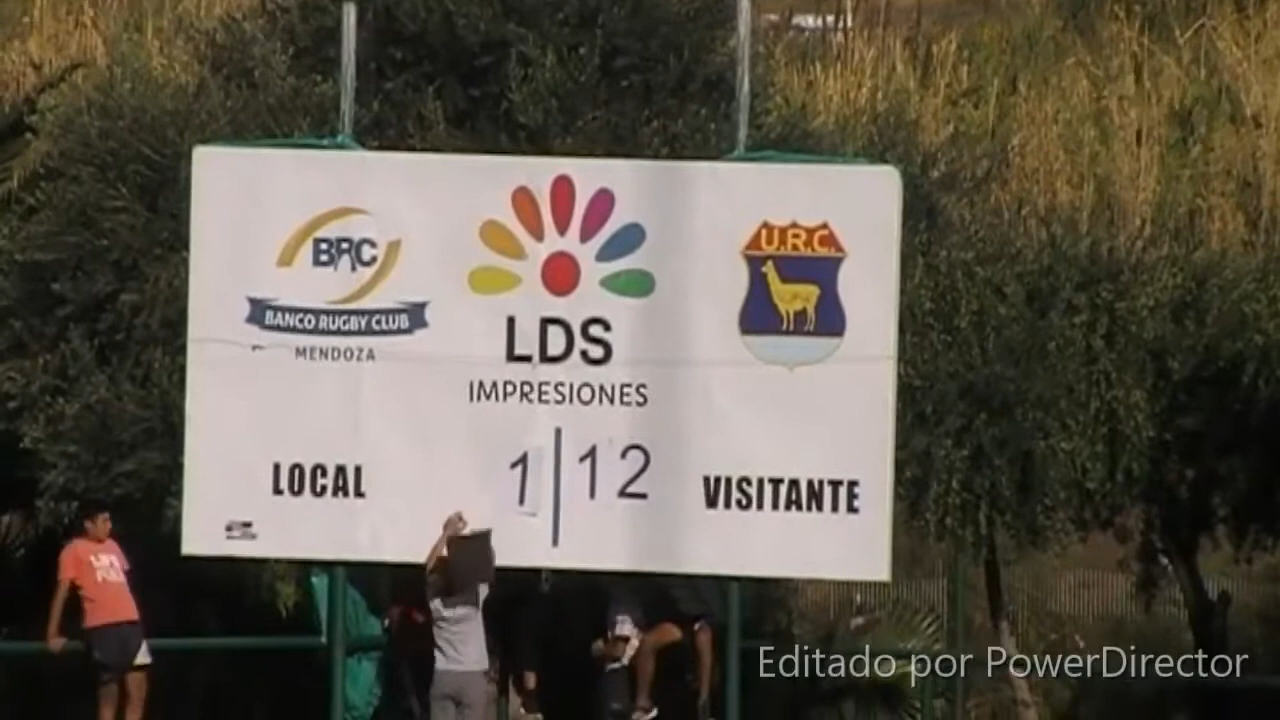 BRC
BANCO RUGBY CLUB
MENDOZA
LDS
IMPRESIONES
U.R.C.
LOCAL
1 | 12
VISITANTE
Editado por PowerDirector